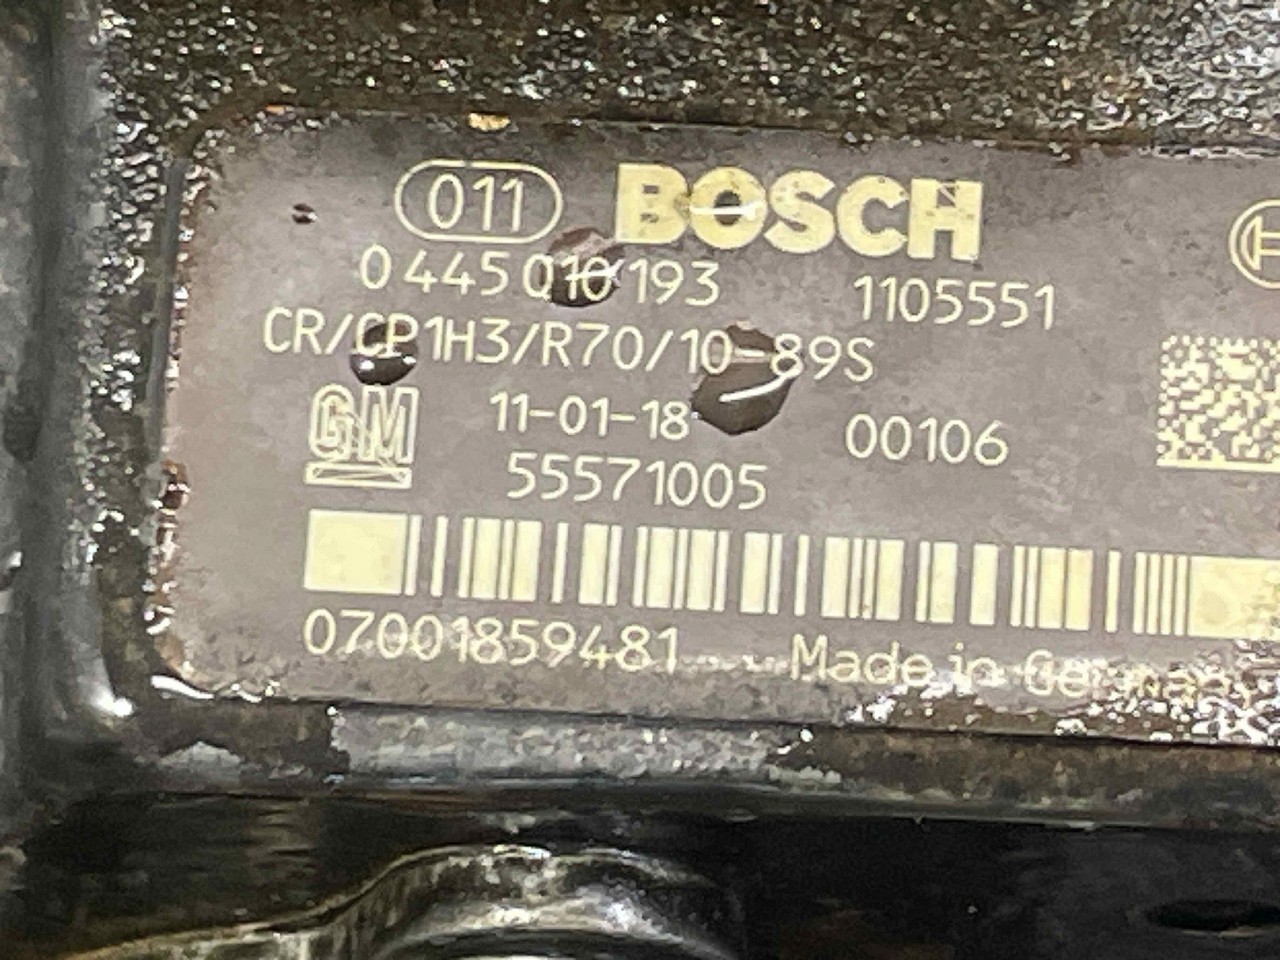 011 BOSCH
0 445 010 193 1105551
CR/CP1H3/R70/10-89S
GM 11-01-18 00106
55571005
07001859481 Made in Germany